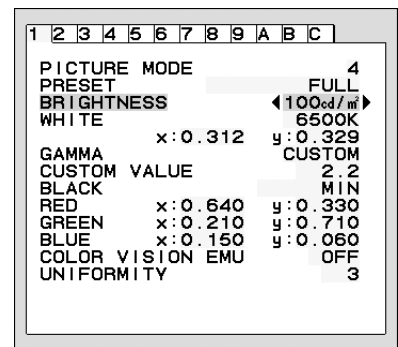 1 2 3 4 5 6 7 8 9 A B C
PICTURE MODE 4
PRESET FULL
BRIGHTNESS ◀100cd/㎡▶
WHITE 6500K
x:0.312 y:0.329
GAMMA CUSTOM
CUSTOM VALUE 2.2
BLACK MIN
RED x:0.640 y:0.330
GREEN x:0.210 y:0.710
BLUE x:0.150 y:0.060
COLOR VISION EMU OFF
UNIFORMITY 3